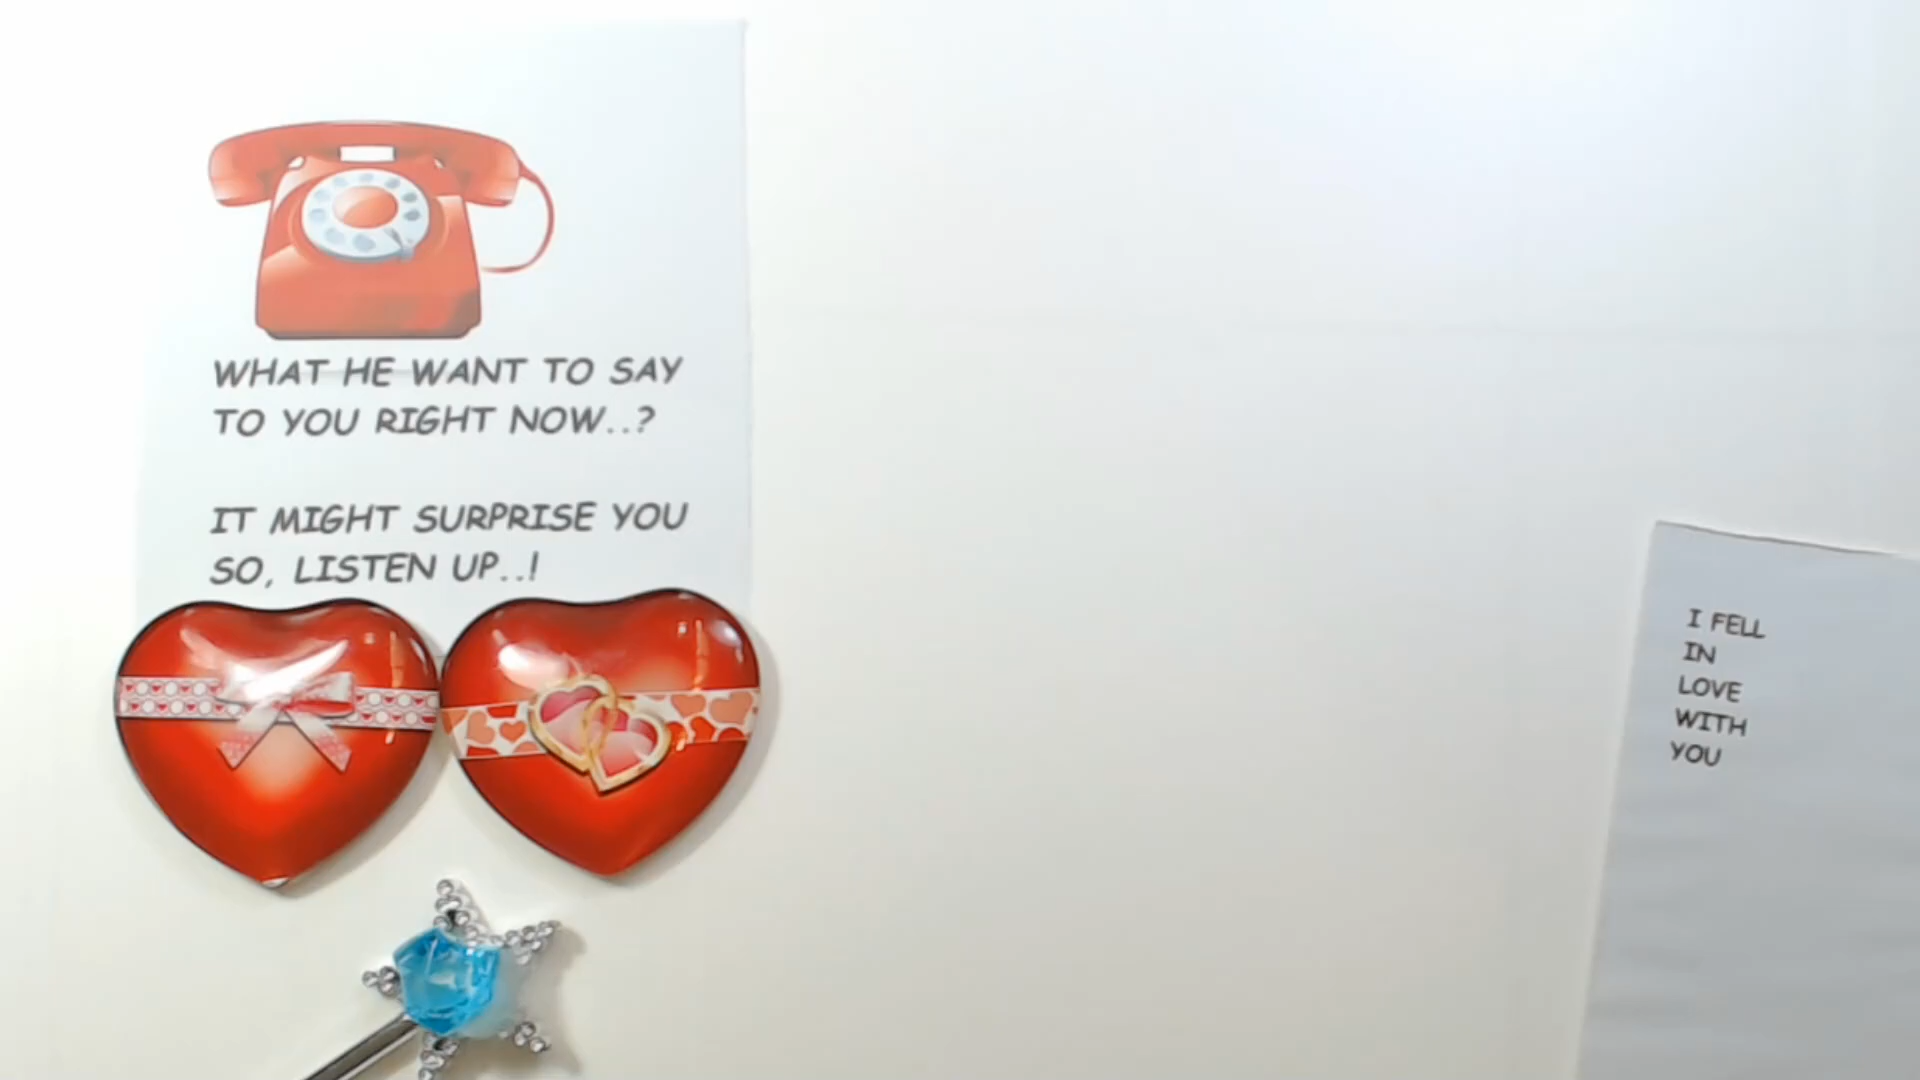 WHAT HE WANT TO SAY
TO YOU RIGHT NOW..?
IT MIGHT SURPRISE YOU
SO, LISTEN UP..!
I FELL
IN
LOVE
WITH
YOU